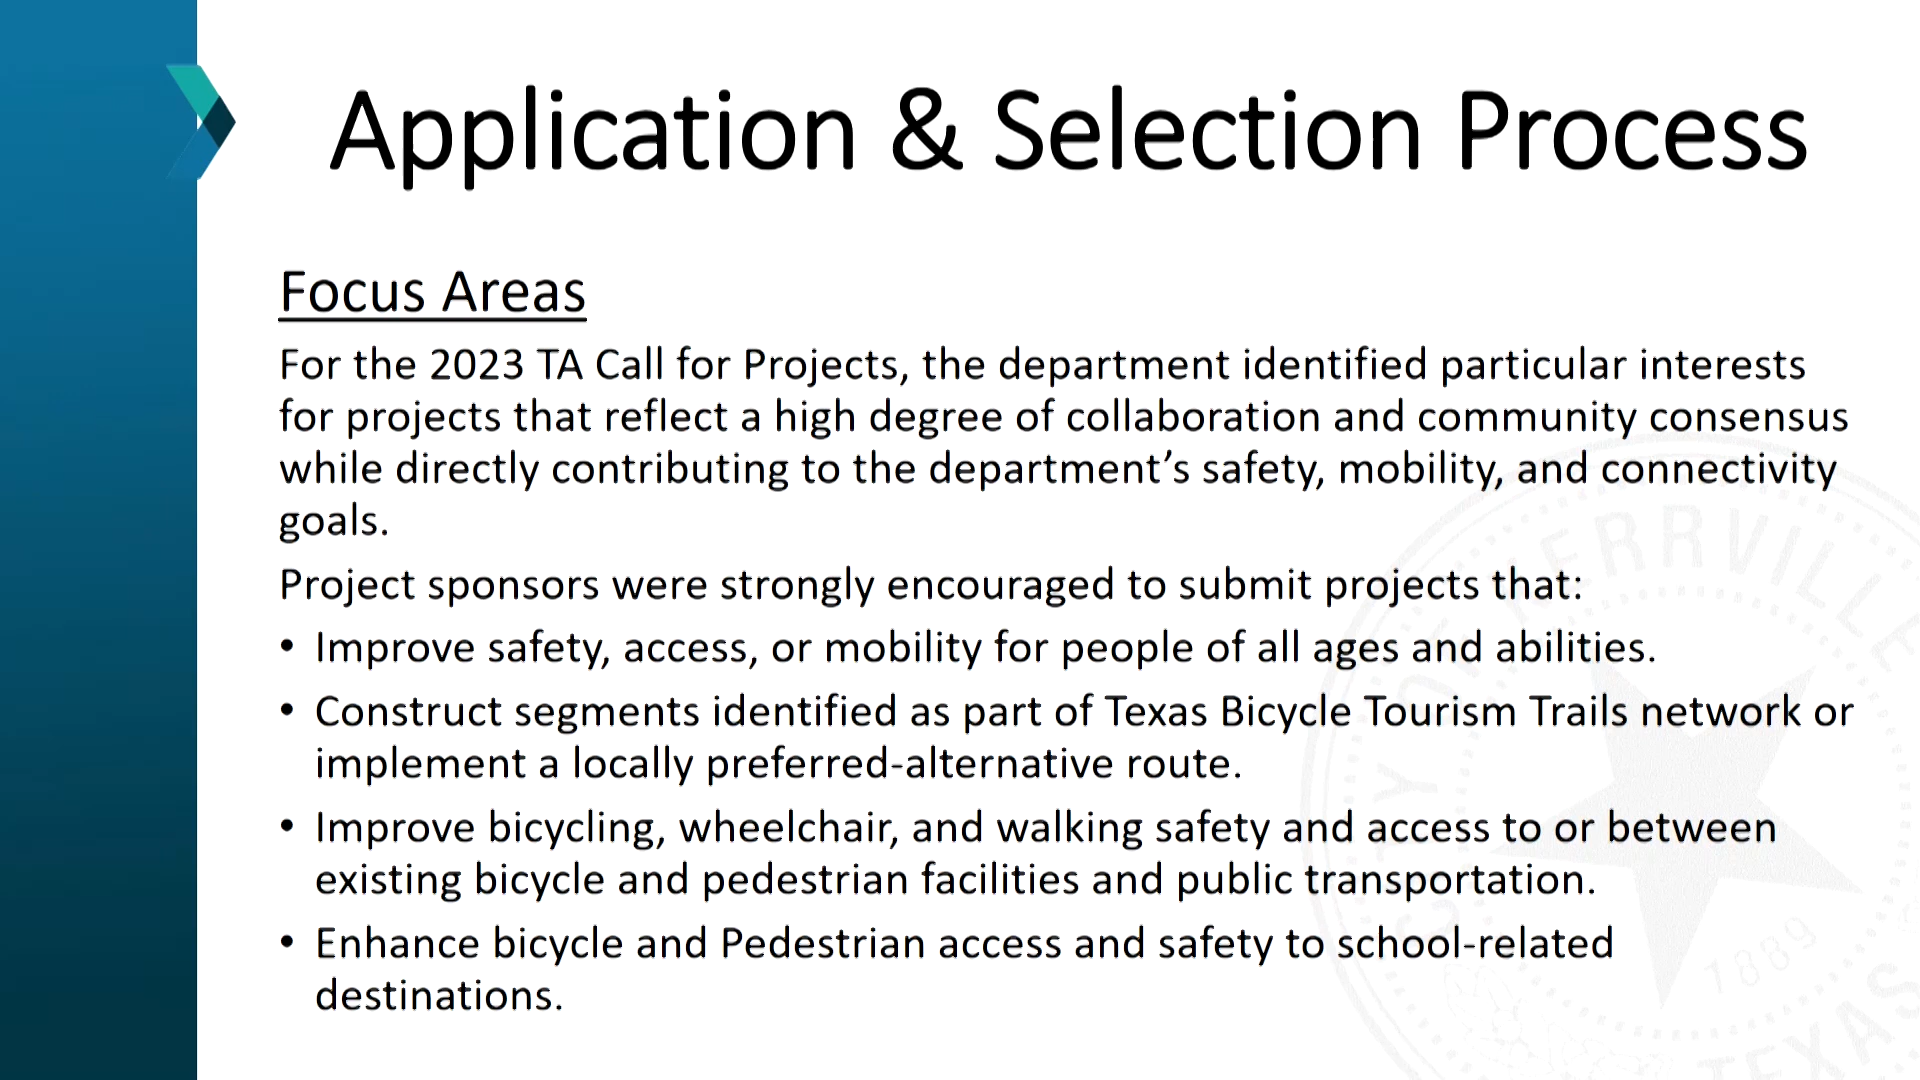 Application & Selection Process
Focus Areas
For the 2023 TA Call for Projects, the department identified particular interests
for projects that reflect a high degree of collaboration and community consensus
while directly contributing to the department’s safety, mobility, and connectivity
goals.
Project sponsors were strongly encouraged to submit projects that:
• Improve safety, access, or mobility for people of all ages and abilities.
• Construct segments identified as part of Texas Bicycle Tourism Trails network or
implement a locally preferred-alternative route.
• Improve bicycling, wheelchair, and walking safety and access to or between
existing bicycle and pedestrian facilities and public transportation.
• Enhance bicycle and Pedestrian access and safety to school-related
destinations.
CITY OF KERRVILLE
1889
TEXAS